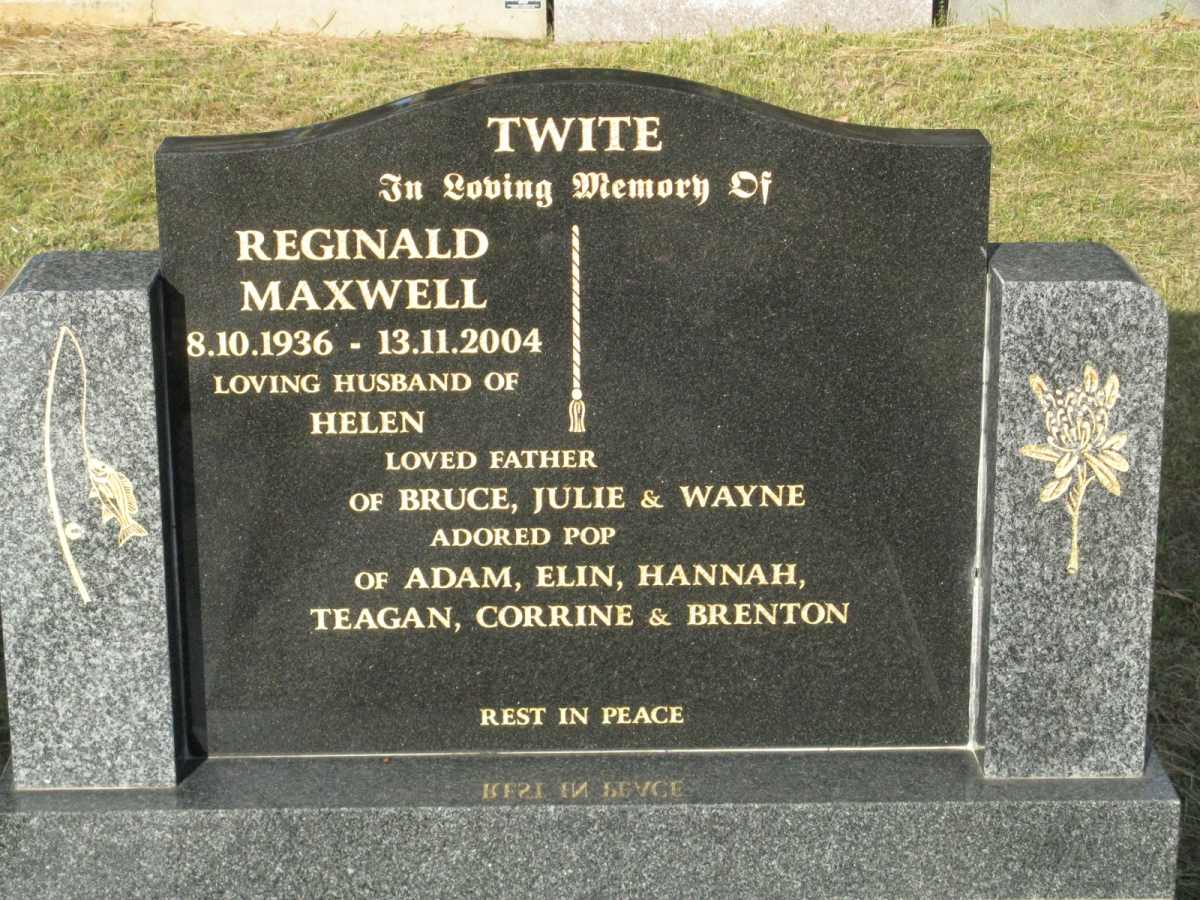 TWITE
In Loving Memory Of
REGINALD
MAXWELL
8.10.1936 - 13.11.2004
LOVING HUSBAND OF
HELEN
LOVED FATHER
OF BRUCE, JULIE & WAYNE
ADORED POP
OF ADAM, ELIN, HANNAH,
TEAGAN, CORRINE & BRENTON
REST IN PEACE